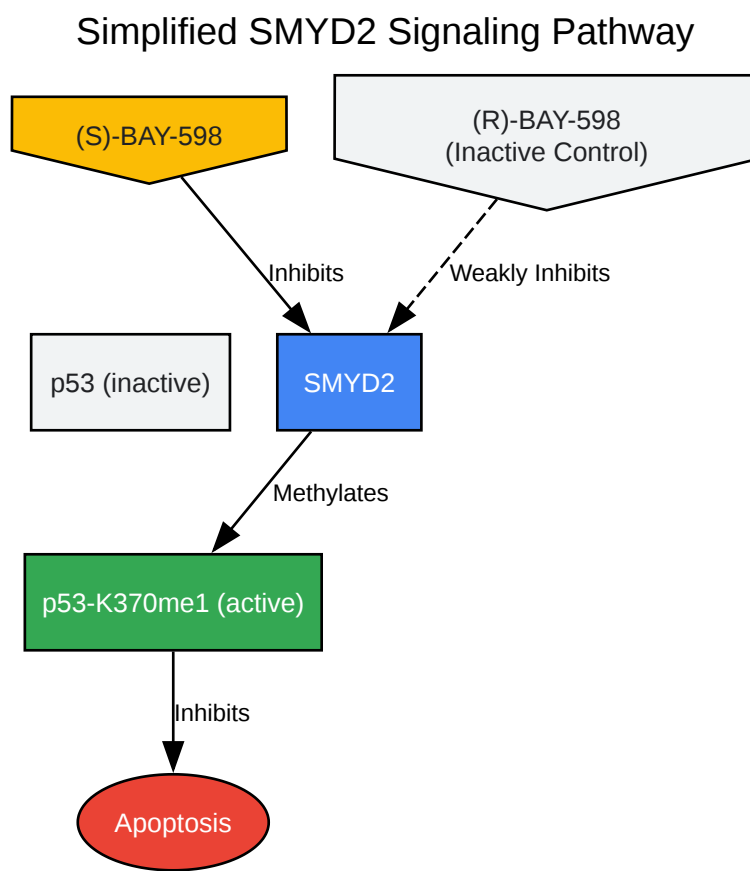 Simplified SMYD2 Signaling Pathway
(S)-BAY-598
(R)-BAY-598
(Inactive Control)
Inhibits
Weakly Inhibits
p53 (inactive)
SMYD2
Methylates
p53-K370me1 (active)
Inhibits
Apoptosis